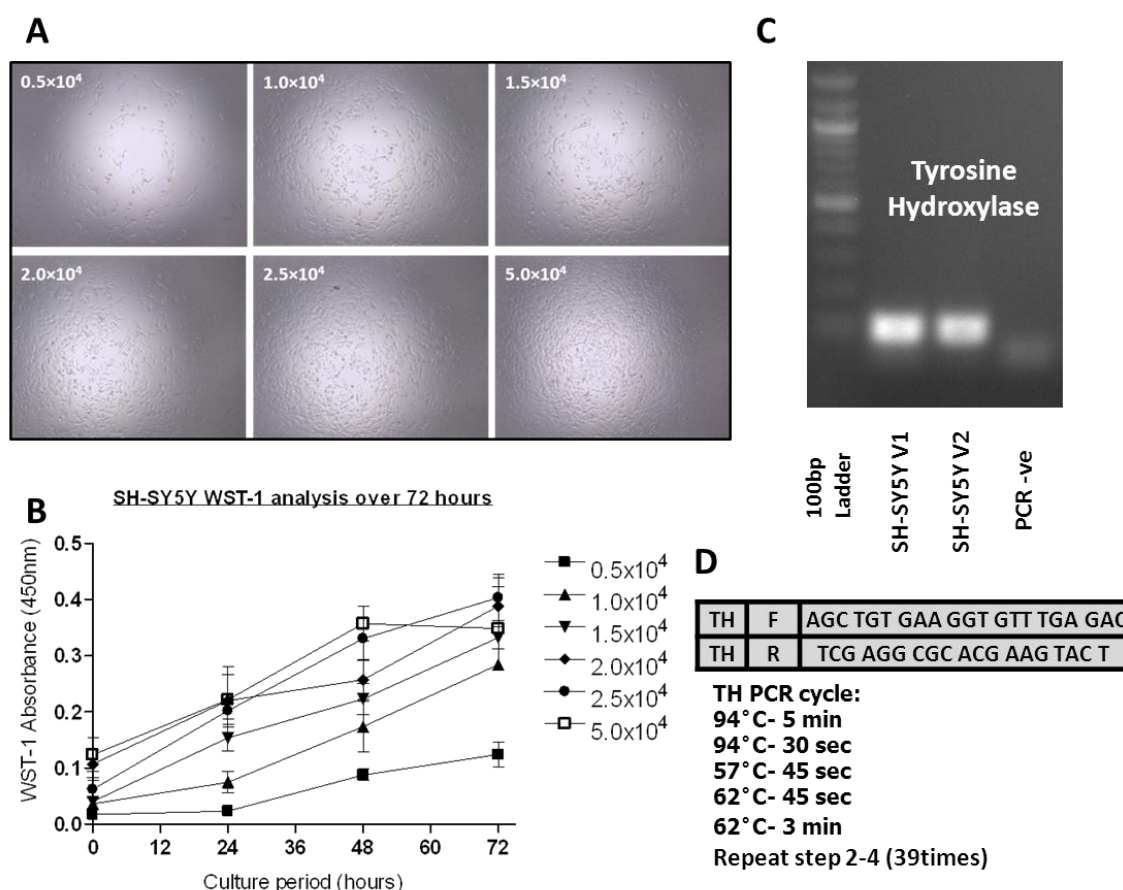 A
0.5×10⁴
1.0×10⁴
1.5×10⁴
2.0×10⁴
2.5×10⁴
5.0×10⁴
SH-SY5Y WST-1 analysis over 72 hours
B
WST-1 Absorbance (450nm)
0.5
0.4
0.3
0.2
0.1
0.0
0 12 24 36 48 60 72
Culture period (hours)
0.5x10⁴
1.0x10⁴
1.5x10⁴
2.0x10⁴
2.5x10⁴
5.0x10⁴
C
Tyrosine
Hydroxylase
100bp
Ladder
SH-SY5Y V1
SH-SY5Y V2
PCR -ve
D
TH F AGC TGT GAA GGT GTT TGA GAC
TH R TCG AGG CGC ACG AAG TAC T
TH PCR cycle:
94°C- 5 min
94°C- 30 sec
57°C- 45 sec
62°C- 45 sec
62°C- 3 min
Repeat step 2-4 (39times)